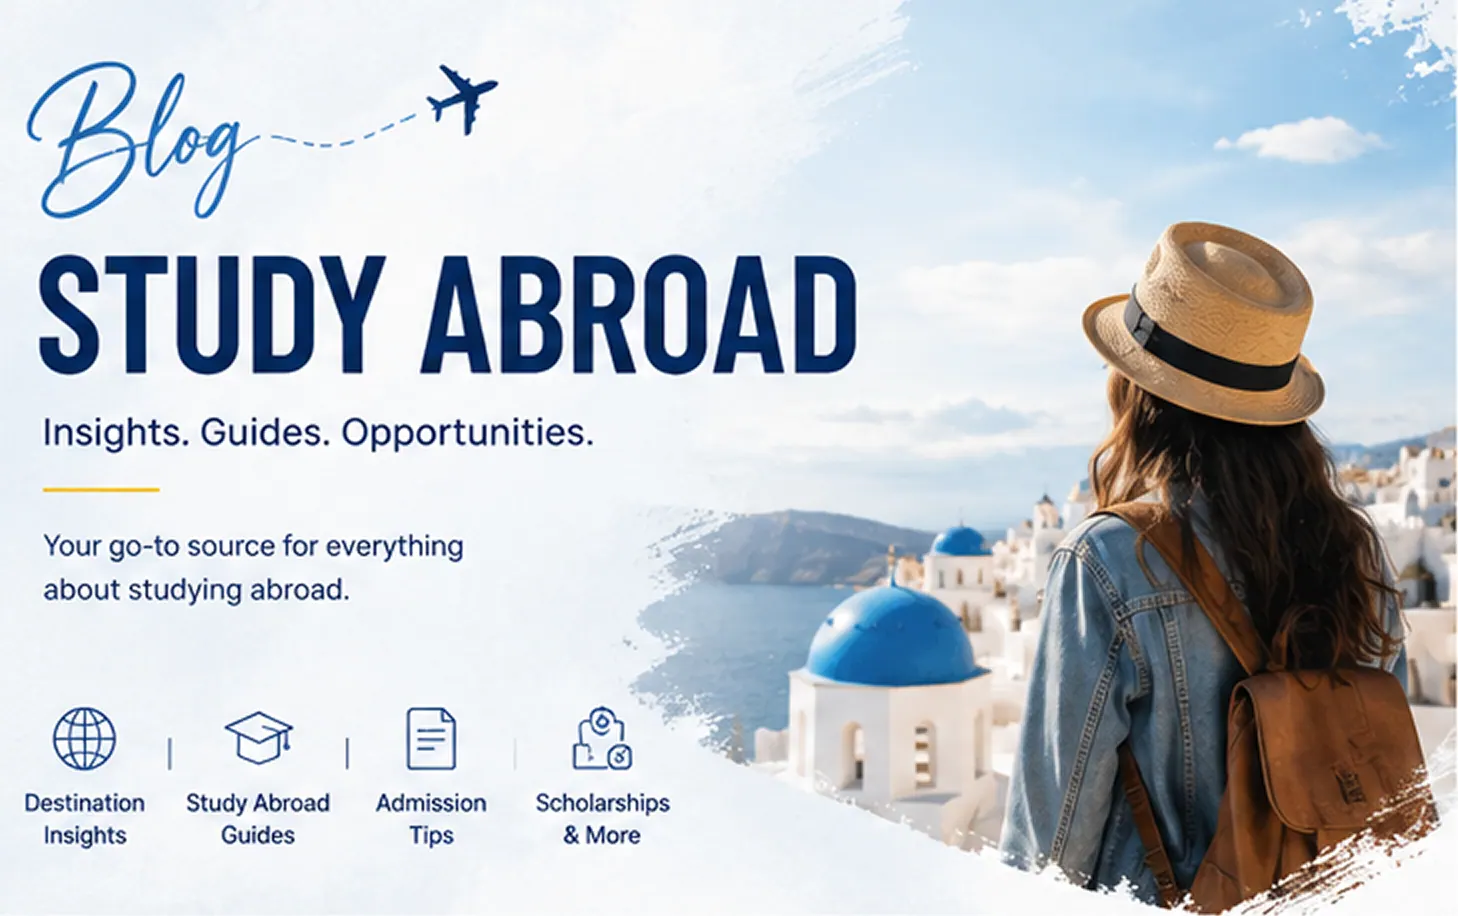 Blog
STUDY ABROAD
Insights. Guides. Opportunities.
Your go-to source for everything
about studying abroad.
Destination
Insights
Study Abroad
Guides
Admission
Tips
Scholarships
& More